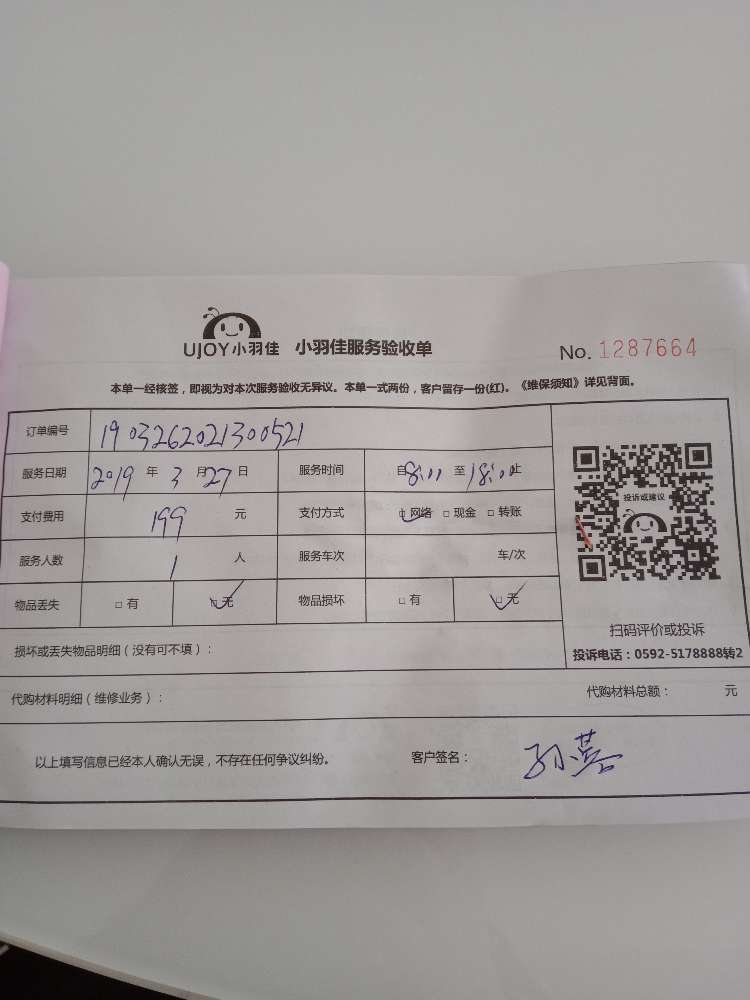 UJOY小羽佳 小羽佳服务验收单 No. 1287664
本单一经核签，即视为对本次服务验收无异议。本单一式两份，客户留存一份(红)。《维保须知》详见背面。
订单编号 190326202130052​1
服务日期 2019 年 3 月 27 日 服务时间 自 8:00 至 18:00 止
支付费用 199 元 支付方式 □ 网络 □ 现金 □ 转账
服务人数 1 人 服务车次 车/次
物品丢失 □ 有 □ 无 物品损坏 □ 有 □ 无
投诉或建议
扫码评价或投诉
投诉电话：0592-5178888转2
损坏或丢失物品明细（没有可不填）：
代购材料明细（维修业务）： 代购材料总额： 元
以上填写信息已经本人确认无误，不存在任何争议纠纷。 客户签名： 孙